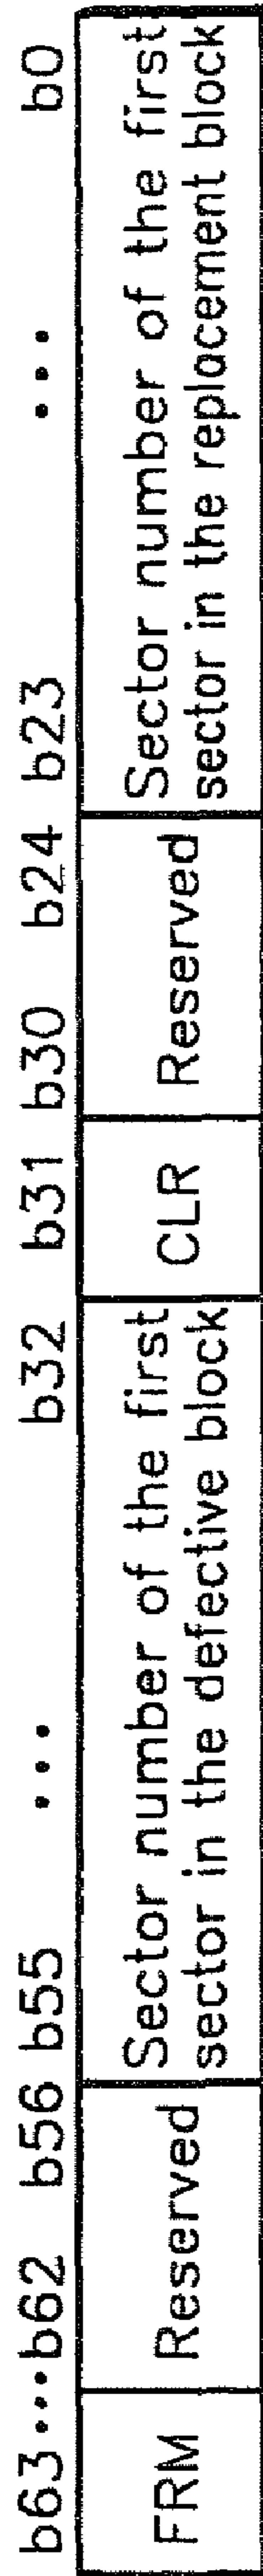 b63...b62 b56 b55 ... b32 b31 b30 b24 b23 ... b0
FRM
Reserved
Sector number of the first
sector in the defective block
CLR
Reserved
Sector number of the first
sector in the replacement block